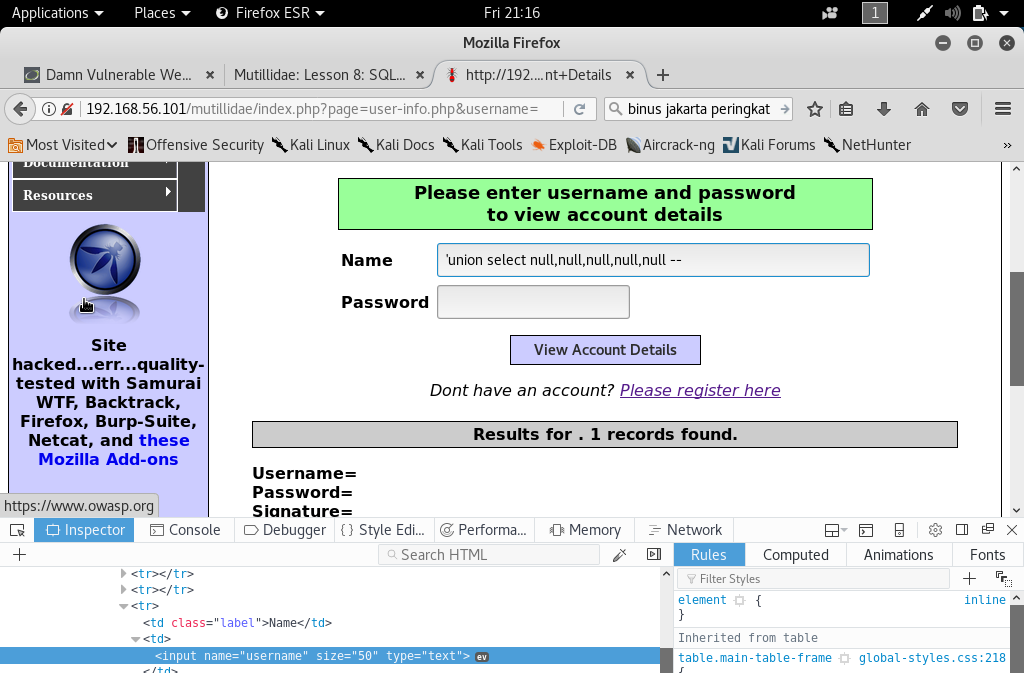 Applications Places Firefox ESR Fri 21:16 1
Mozilla Firefox
Damn Vulnerable We... × Mutillidae: Lesson 8: SQL... × http://192....nt+Details ×
192.168.56.101/mutillidae/index.php?page=user-info.php&username= binus jakarta peringkat
Most Visited Offensive Security Kali Linux Kali Docs Kali Tools Exploit-DB Aircrack-ng Kali Forums NetHunter »
Documentation
Resources
Site
hacked...err...quality-
tested with Samurai
WTF, Backtrack,
Firefox, Burp-Suite,
Netcat, and these
Mozilla Add-ons
https://www.owasp.org
Please enter username and password
to view account details
Name 'union select null,null,null,null,null --
Password
View Account Details
Dont have an account? Please register here
Results for . 1 records found.
Username=
Password=
Signature=
Inspector Console Debugger { } Style Edi... Performa... Memory Network
+ Search HTML
<tr></tr>
<tr></tr>
<tr>
<td class="label">Name</td>
<td>
<input name="username" size="50" type="text"> ev
</td>
Rules Computed Animations Fonts
Filter Styles +
element { inline
}
Inherited from table
table.main-table-frame global-styles.css:218
{